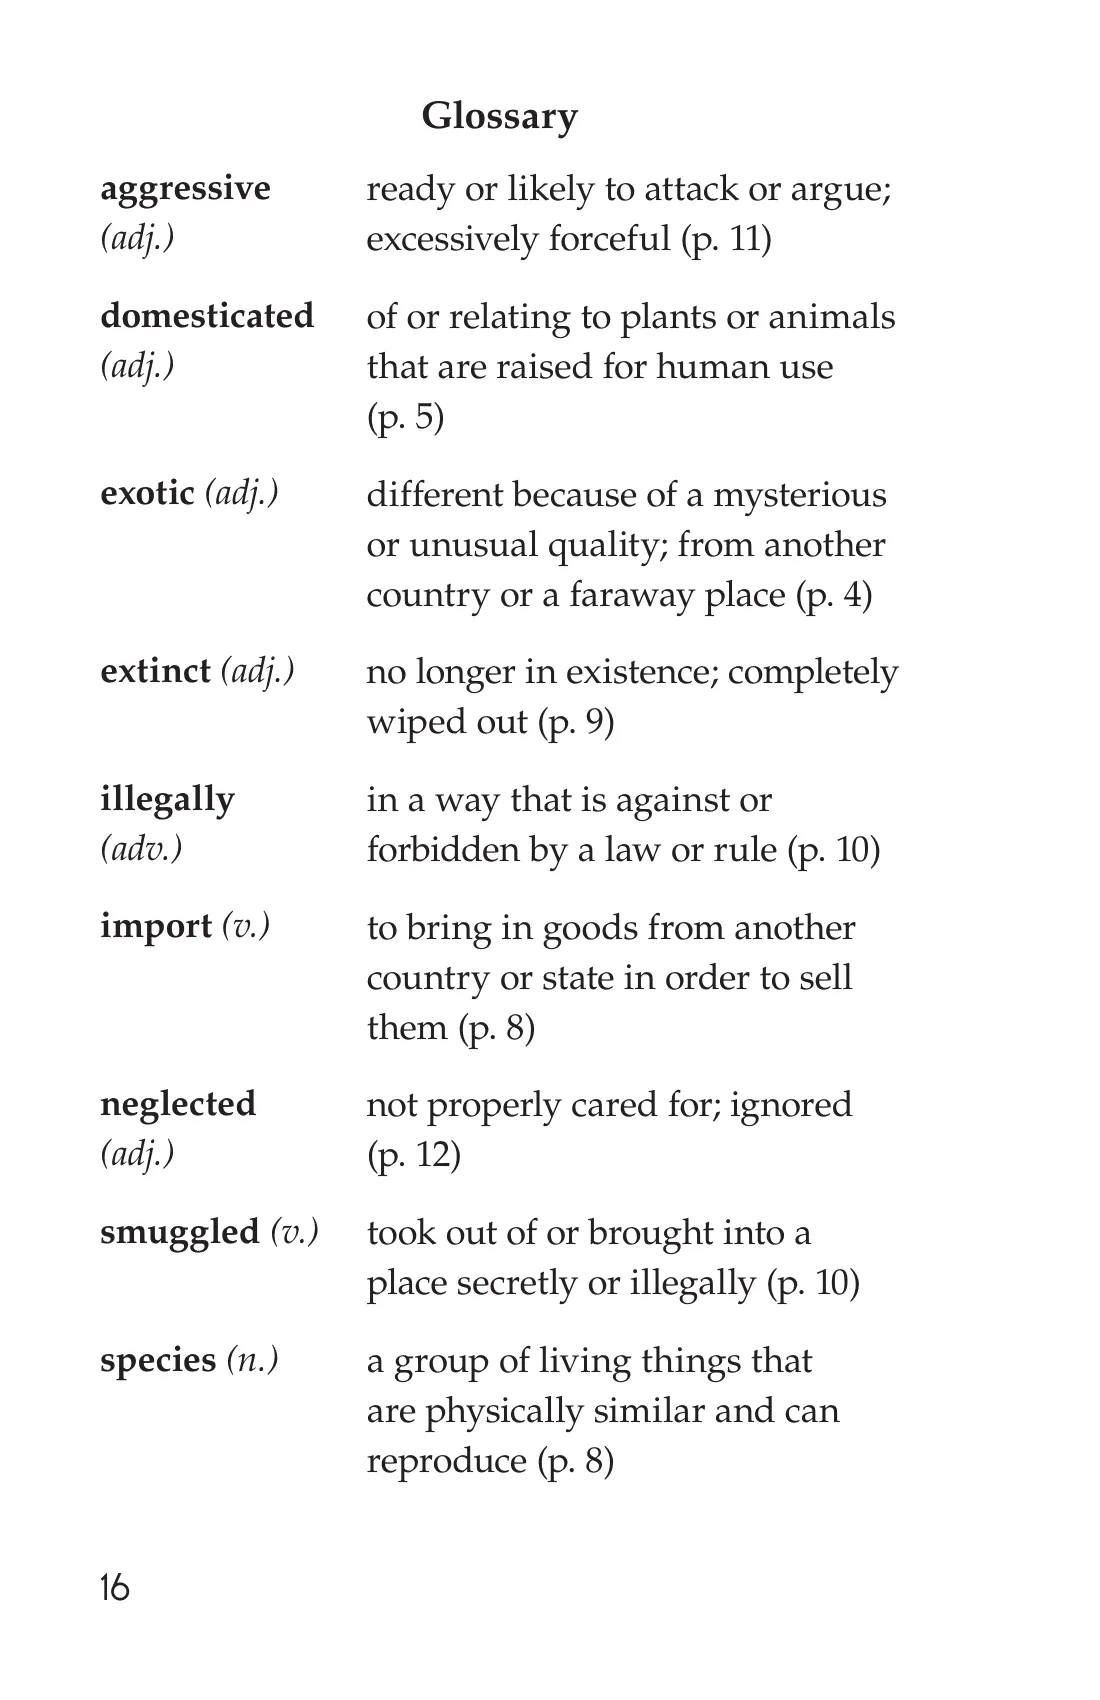 Glossary
aggressive ready or likely to attack or argue;
(adj.) excessively forceful (p. 11)
domesticated of or relating to plants or animals
(adj.) that are raised for human use
(p. 5)
exotic (adj.) different because of a mysterious
or unusual quality; from another
country or a faraway place (p. 4)
extinct (adj.) no longer in existence; completely
wiped out (p. 9)
illegally in a way that is against or
(adv.) forbidden by a law or rule (p. 10)
import (v.) to bring in goods from another
country or state in order to sell
them (p. 8)
neglected not properly cared for; ignored
(adj.) (p. 12)
smuggled (v.) took out of or brought into a
place secretly or illegally (p. 10)
species (n.) a group of living things that
are physically similar and can
reproduce (p. 8)
16